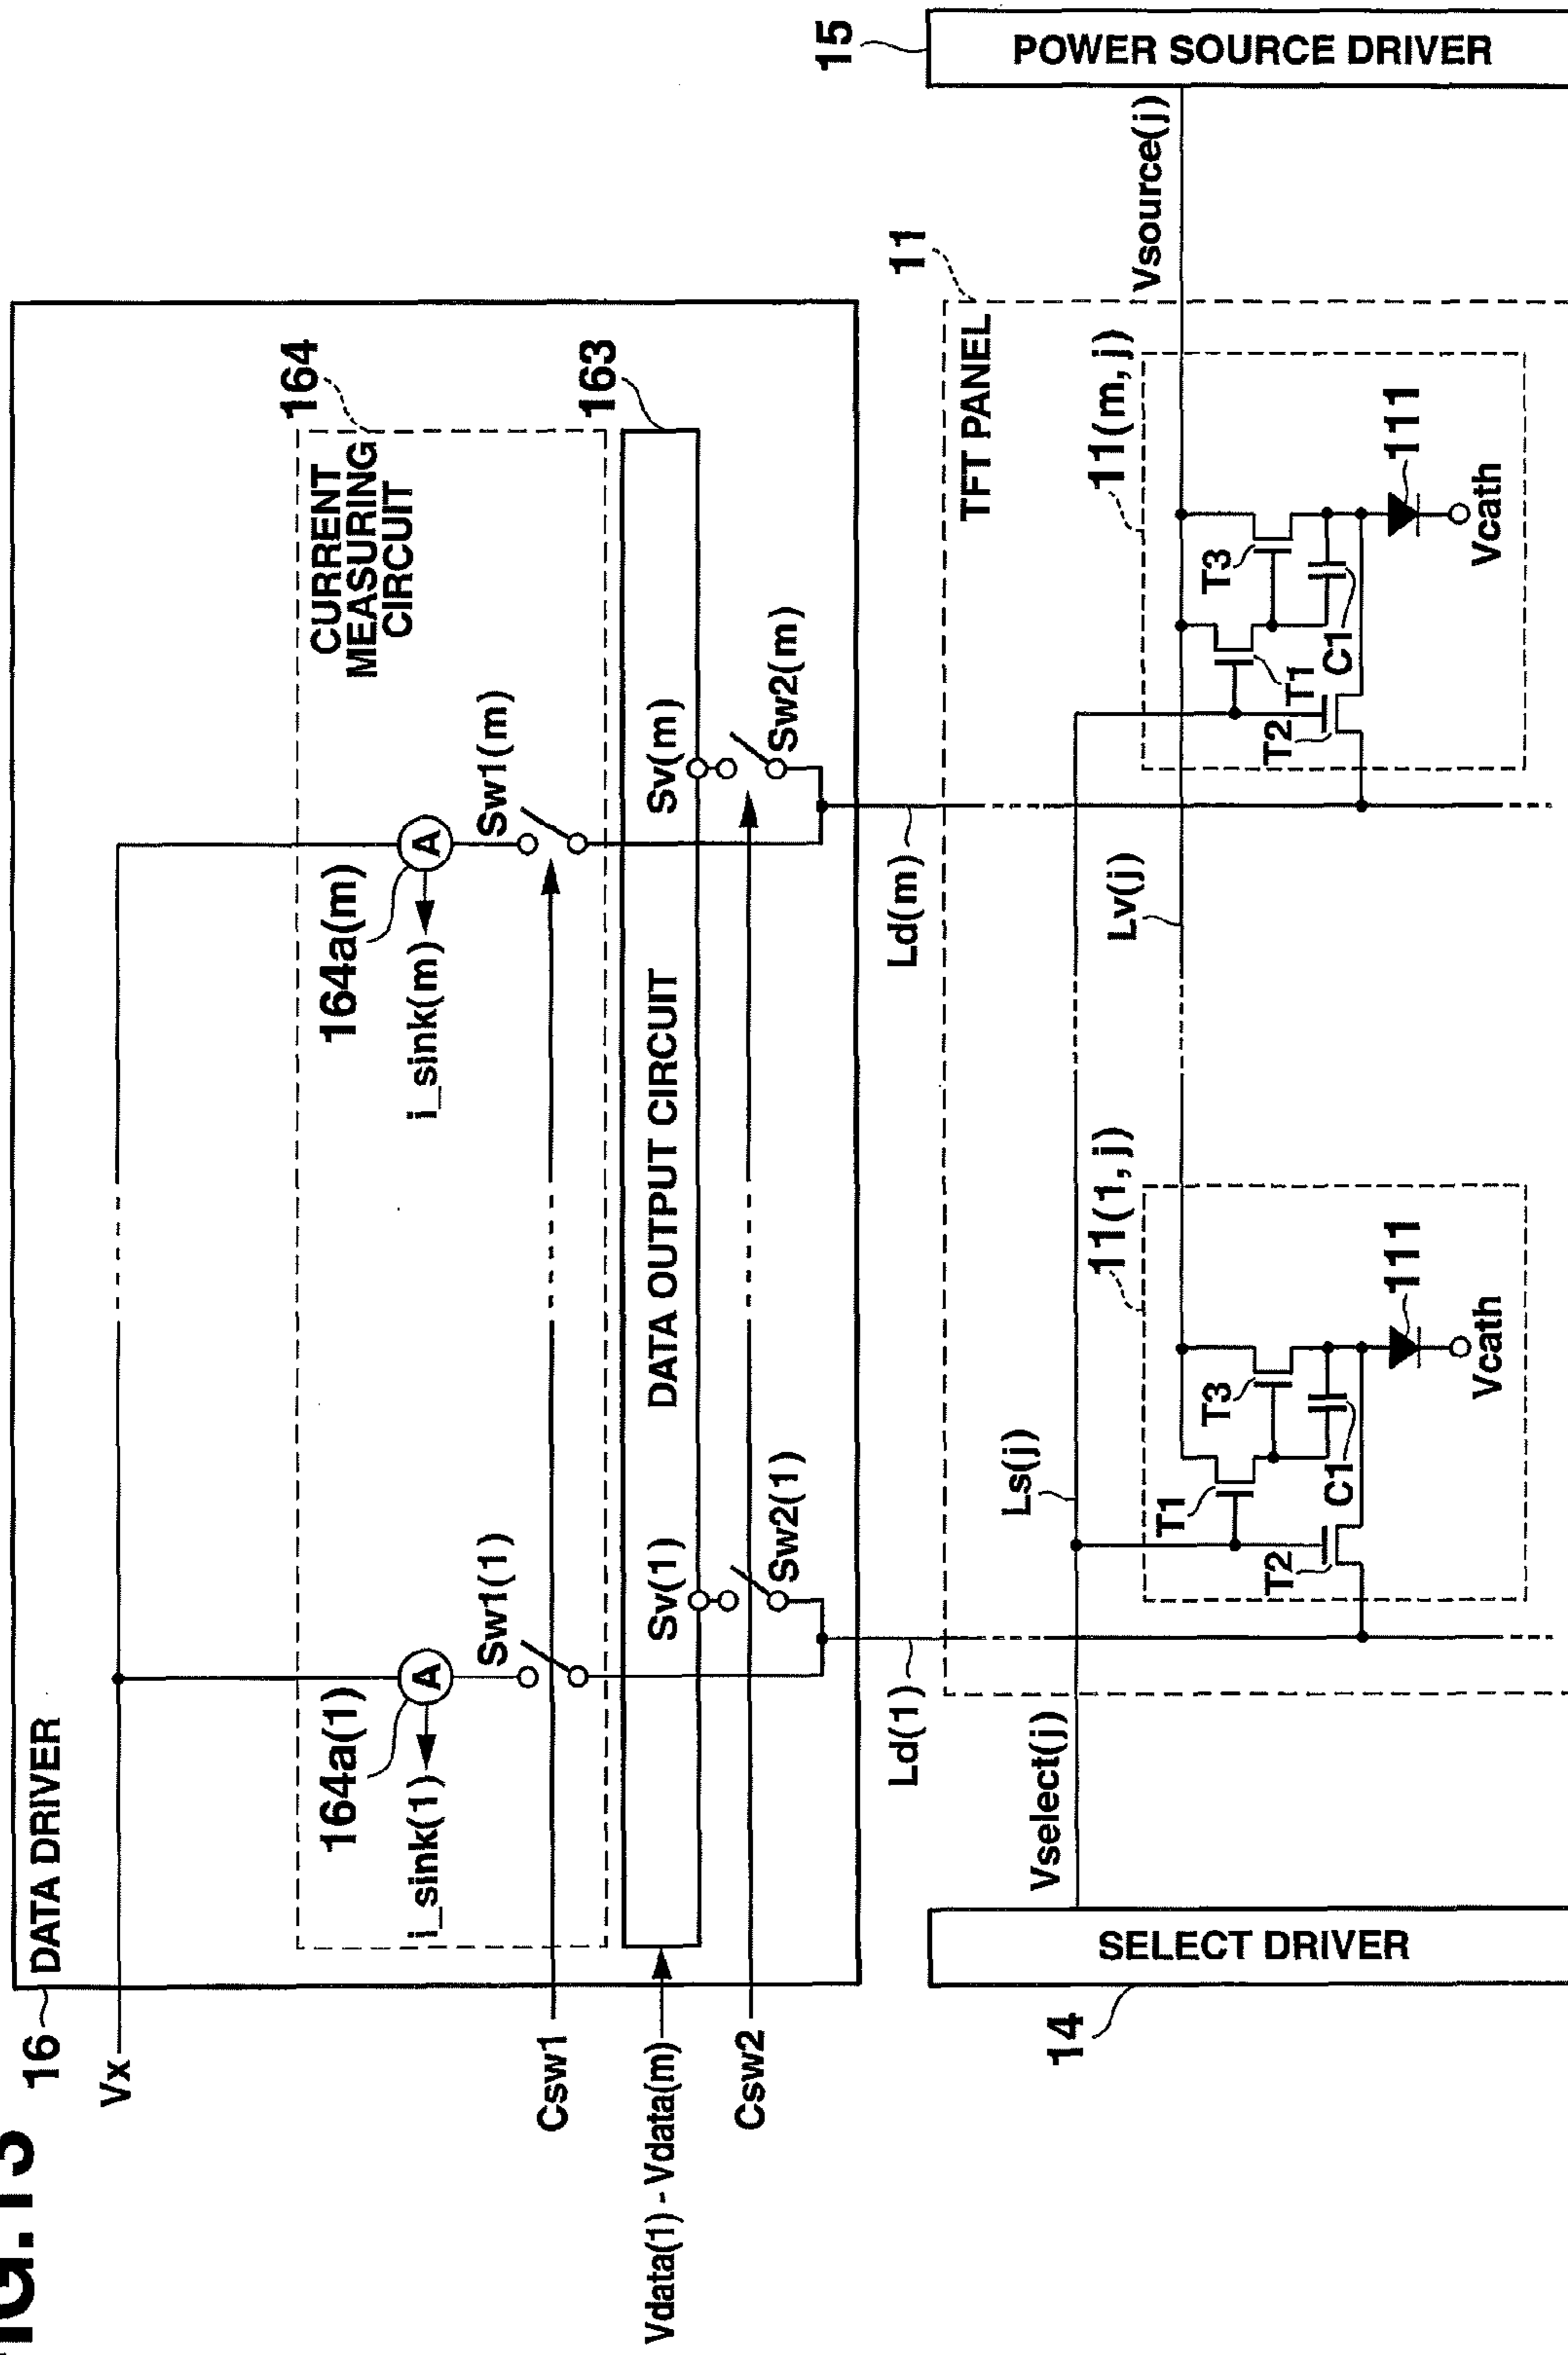 FIG.13
16
DATA DRIVER
Vx
164
CURRENT
MEASURING
CIRCUIT
164a(1)
A
i_sink(1)
Sw1(1)
164a(m)
A
i_sink(m)
Sw1(m)
Csw1
163
Vdata(1) - Vdata(m)
DATA OUTPUT CIRCUIT
Sv(1)
Sv(m)
Csw2
Sw2(1)
Sw2(m)
Ld(1)
Ld(m)
11
TFT PANEL
14
SELECT DRIVER
Vselect(j)
Ls(j)
Lv(j)
Vsource(j)
15
POWER SOURCE DRIVER
11(1,j)
T1
T3
T2
C1
111
Vcath
11(m,j)
T3
T1
T2
C1
111
Vcath